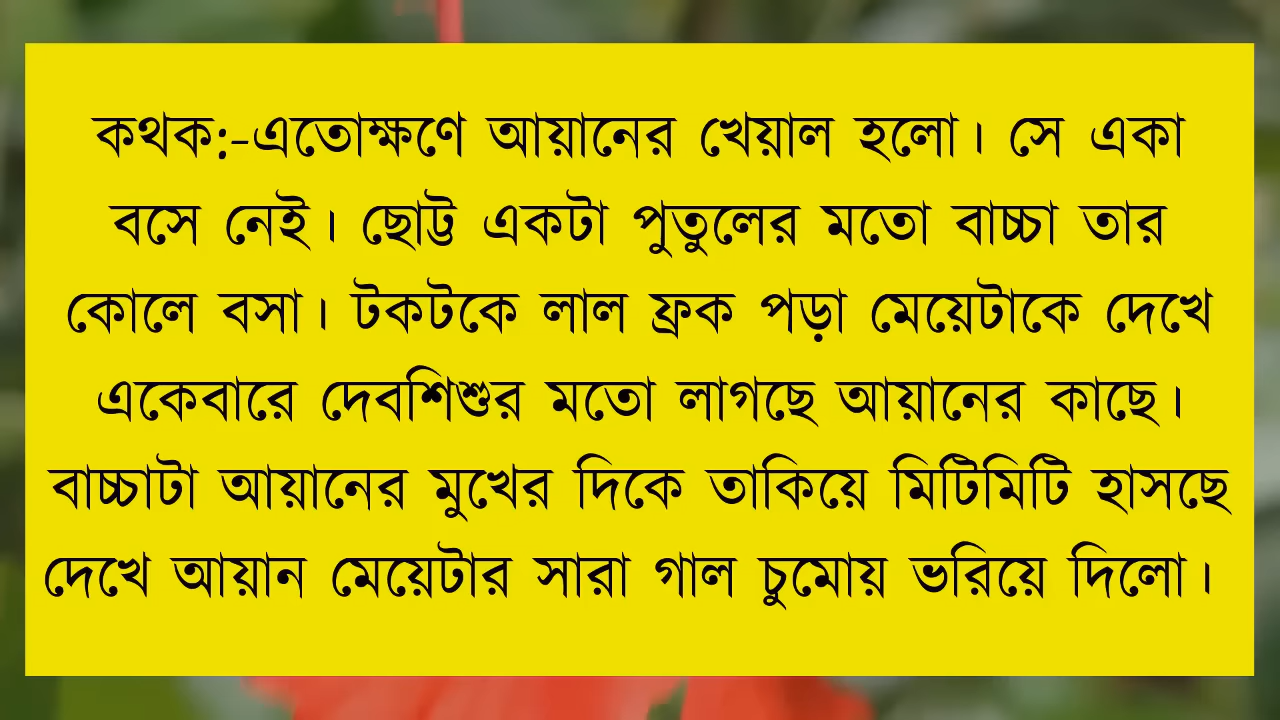 কথক:-এতোক্ষণে আয়ানের খেয়াল হলো। সে একা
বসে নেই। ছোট্ট একটা পুতুলের মতো বাচ্চা তার
কোলে বসা। টকটকে লাল ফ্রক পড়া মেয়েটাকে দেখে
একেবারে দেবশিশুর মতো লাগছে আয়ানের কাছে।
বাচ্চাটা আয়ানের মুখের দিকে তাকিয়ে মিটিমিটি হাসছে
দেখে আয়ান মেয়েটার সারা গাল চুমোয় ভরিয়ে দিলো।